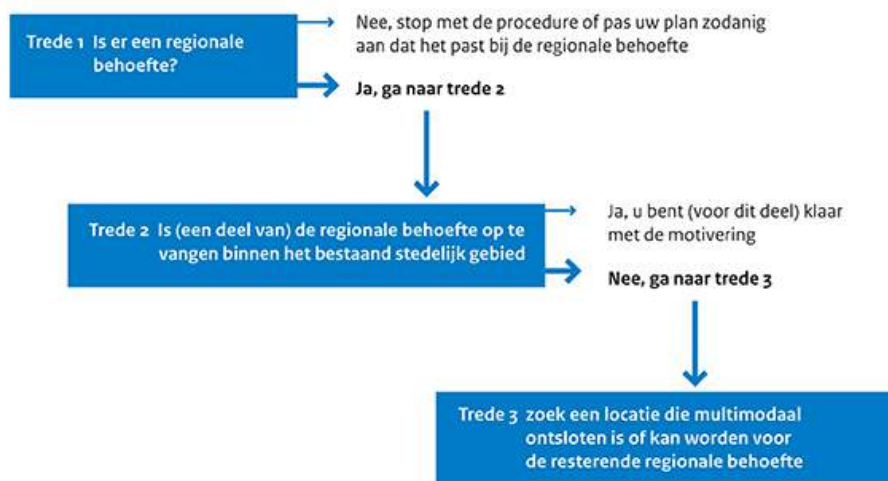 Trede 1 Is er een regionale
behoefte?
Nee, stop met de procedure of pas uw plan zodanig
aan dat het past bij de regionale behoefte
Ja, ga naar trede 2
Trede 2 Is (een deel van) de regionale behoefte op te
vangen binnen het bestaand stedelijk gebied
Ja, u bent (voor dit deel) klaar
met de motivering
Nee, ga naar trede 3
Trede 3 zoek een locatie die multimodaal
ontsloten is of kan worden voor
de resterende regionale behoefte